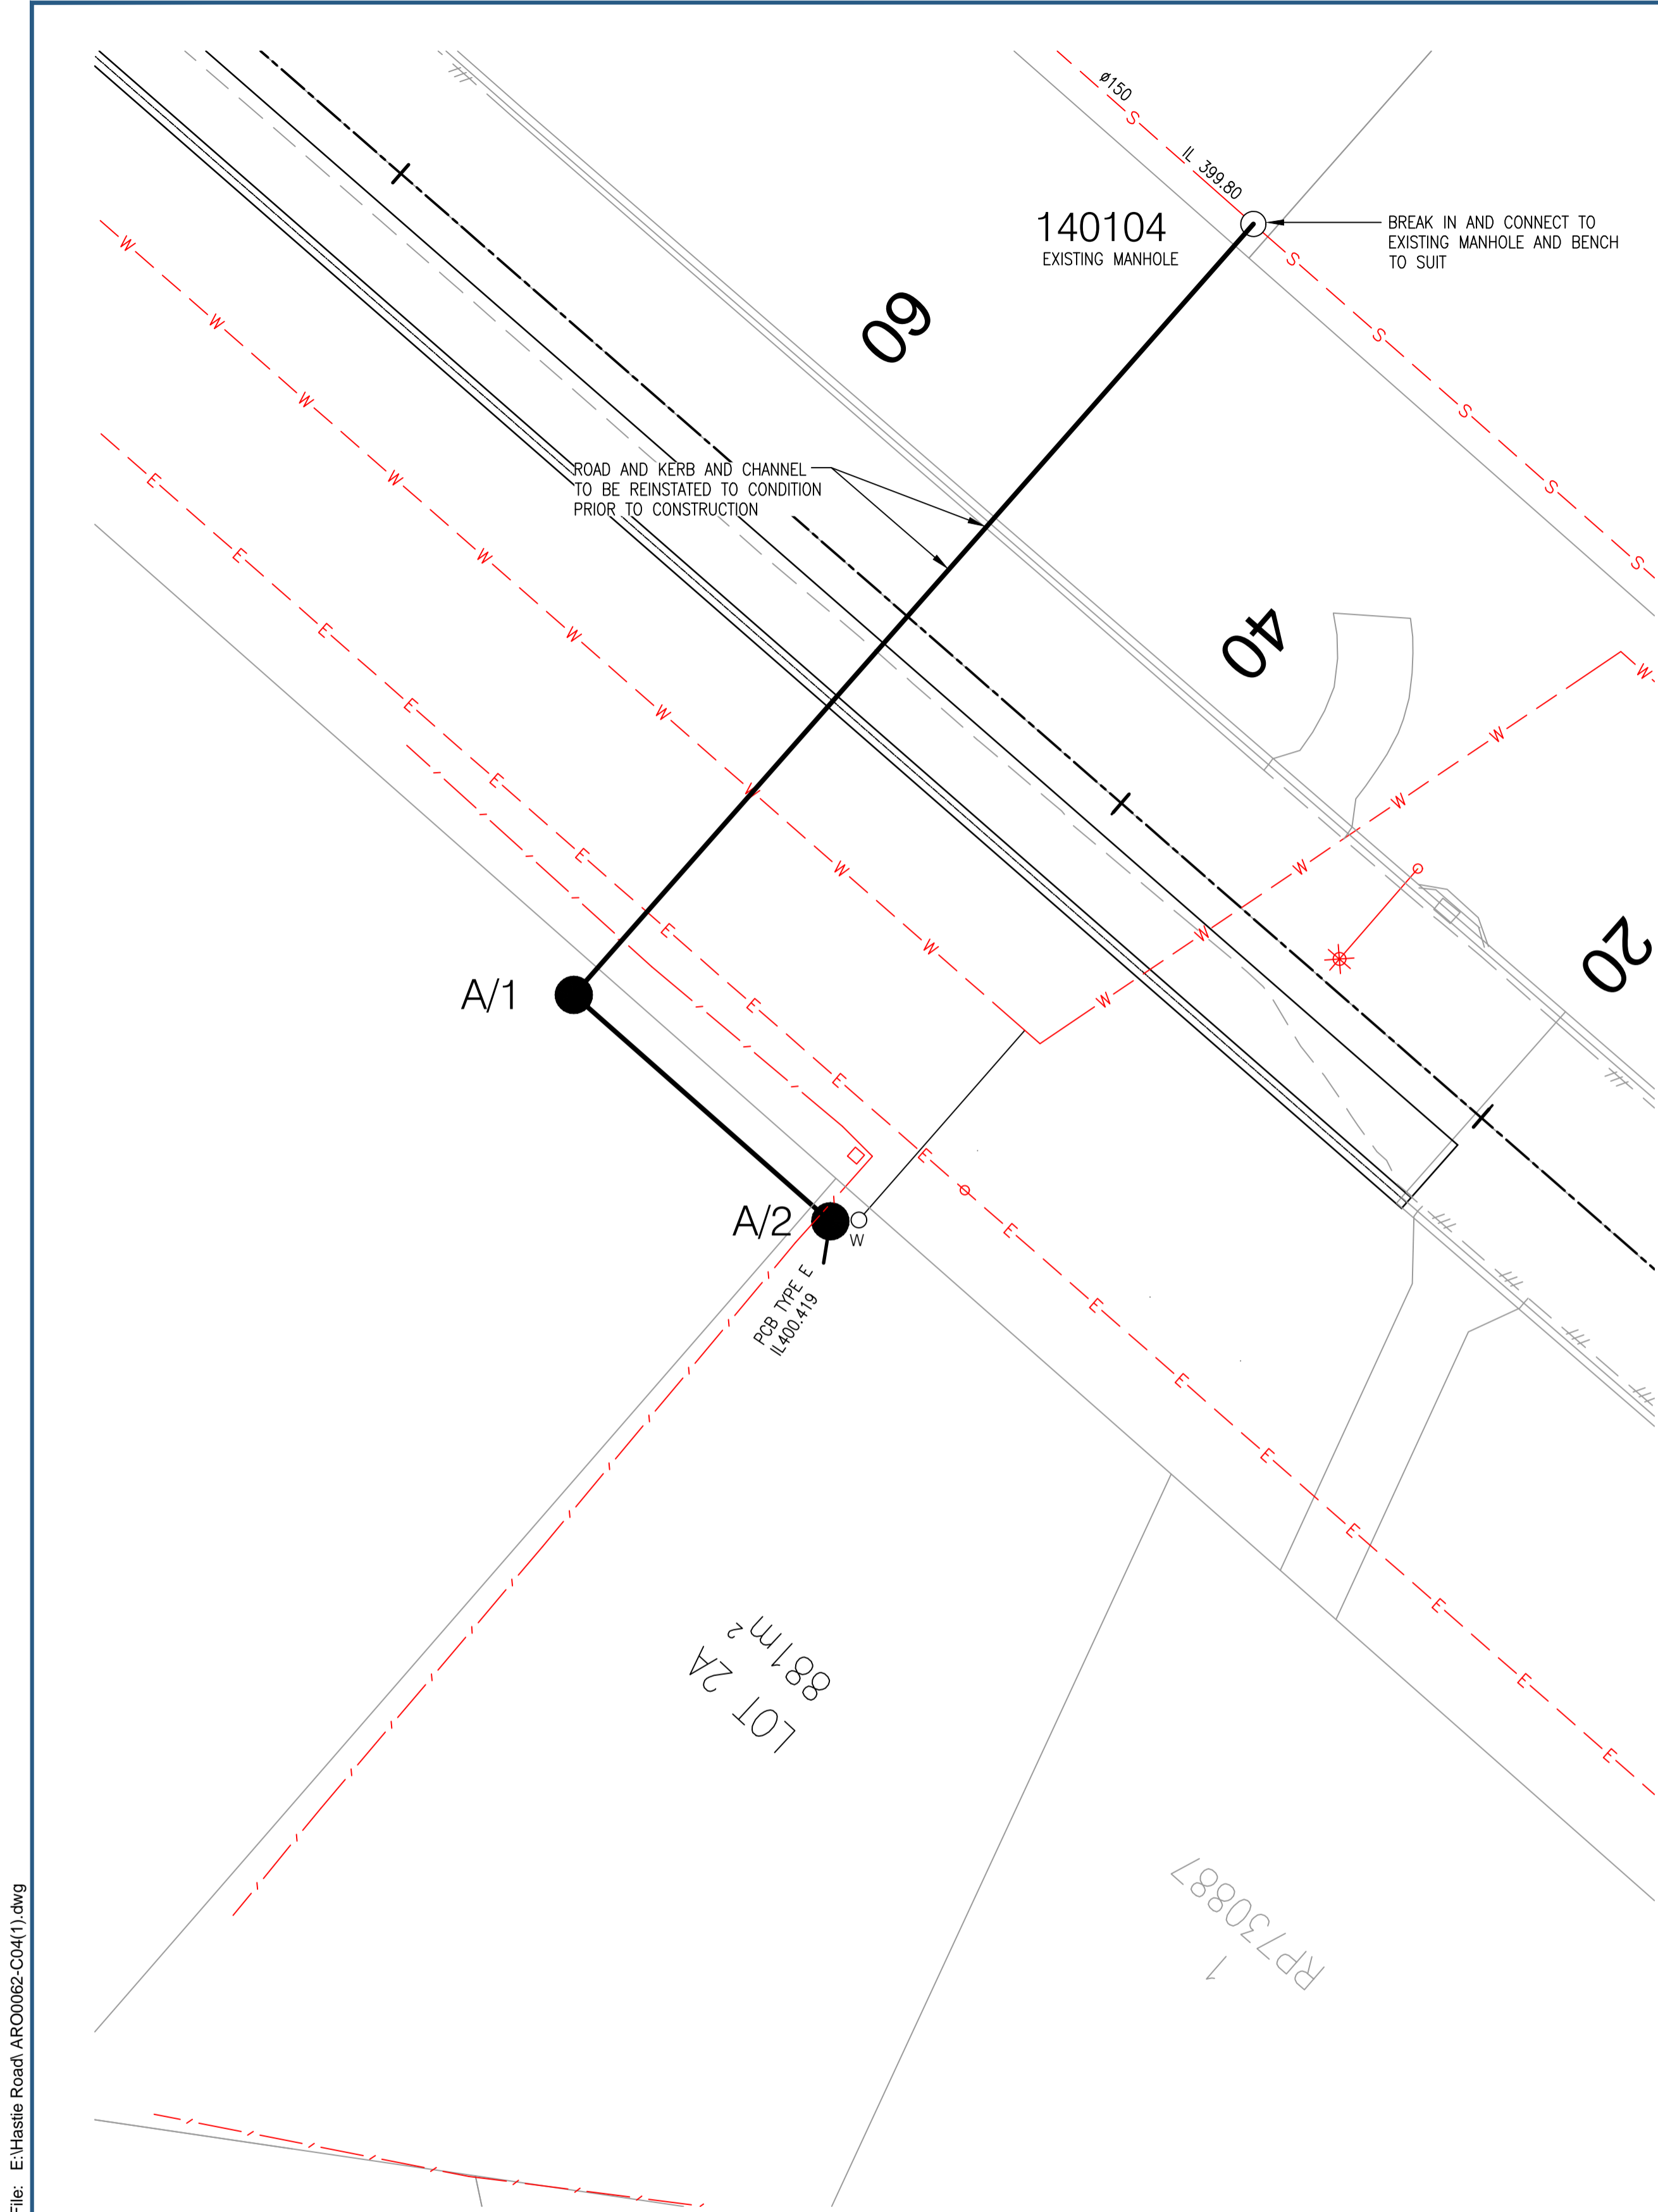 ø150
S
IL 399.80
140104
EXISTING MANHOLE
BREAK IN AND CONNECT TO
EXISTING MANHOLE AND BENCH
TO SUIT
60
ROAD AND KERB AND CHANNEL
TO BE REINSTATED TO CONDITION
PRIOR TO CONSTRUCTION
40
20
W
E
A/1
A/2
W
PCB TYPE E
IL400.419
LOT 2A
881m²
1
RP730887
File: E:\Hastie Road\ ARO0062-C04(1).dwg